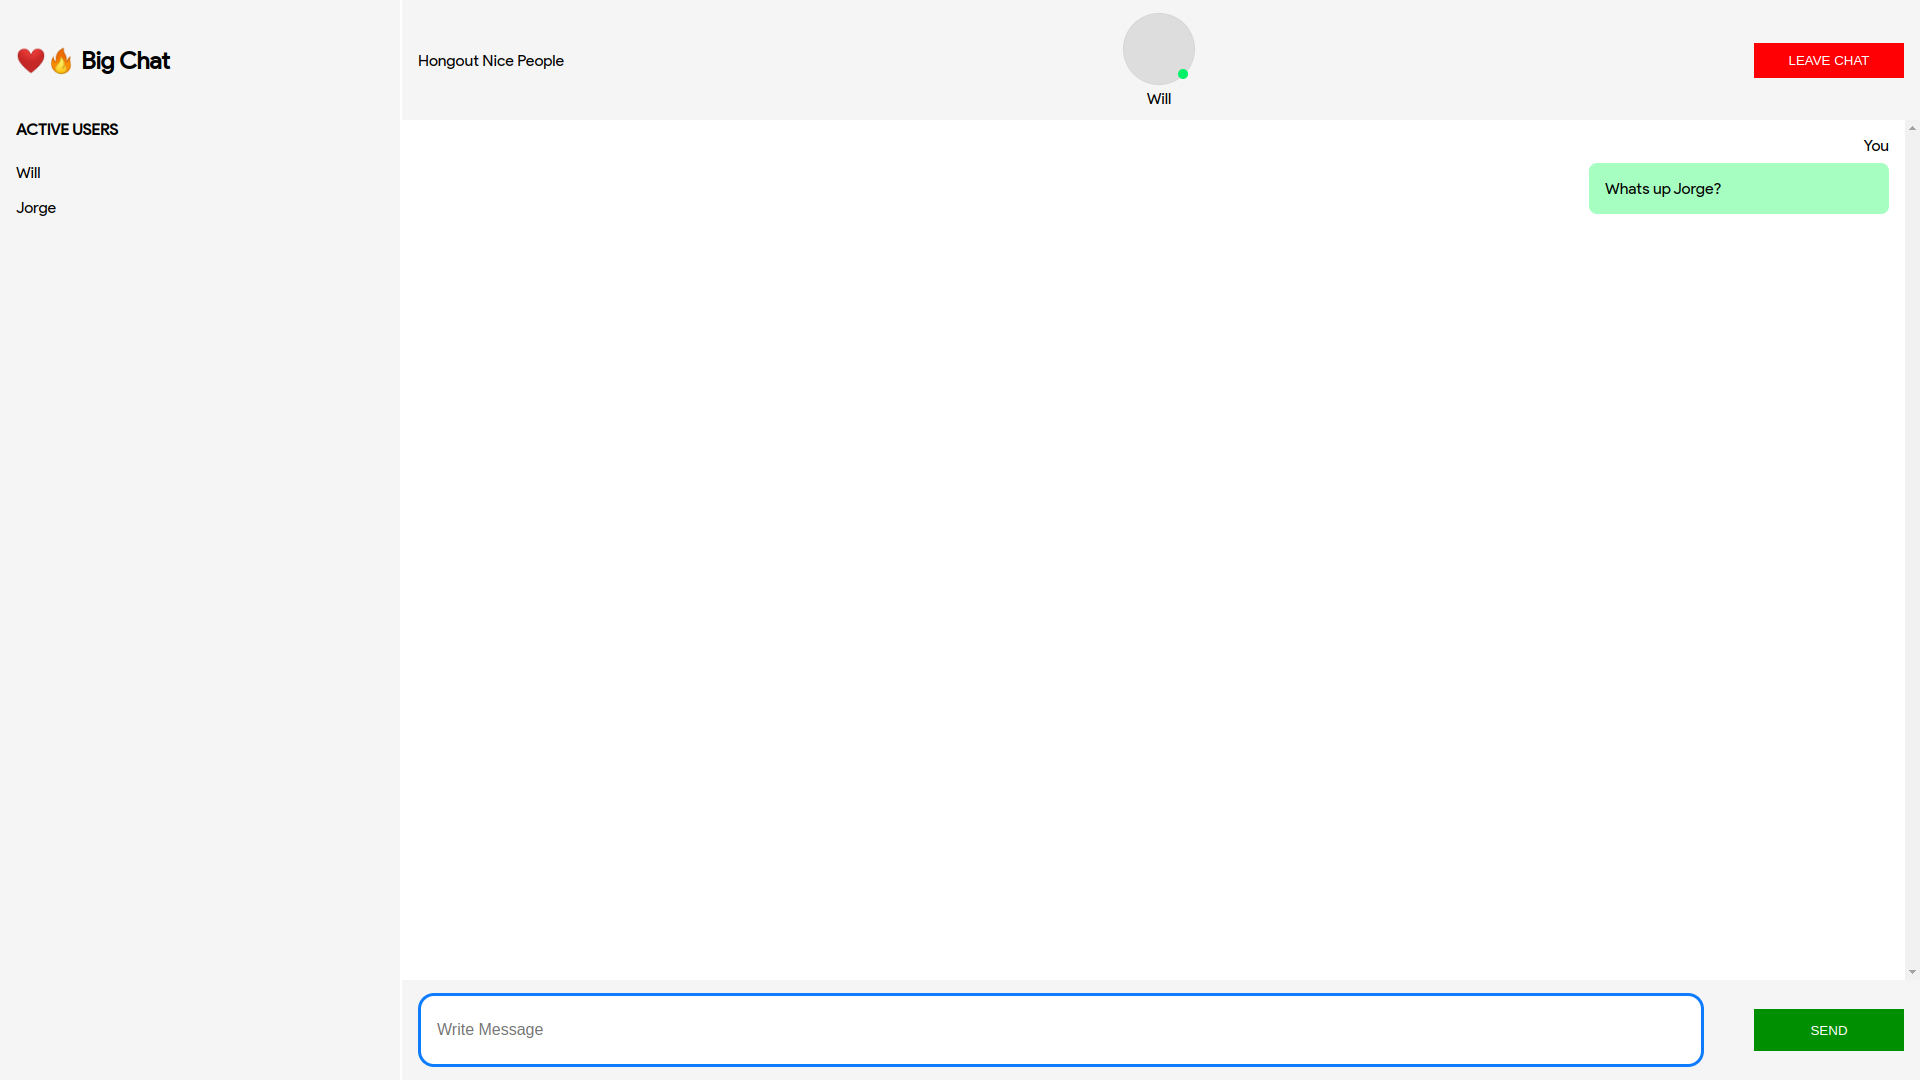 ❤️🔥 Big Chat
ACTIVE USERS
Will
Jorge
Hongout Nice People
Will
LEAVE CHAT
You
Whats up Jorge?
Write Message
SEND